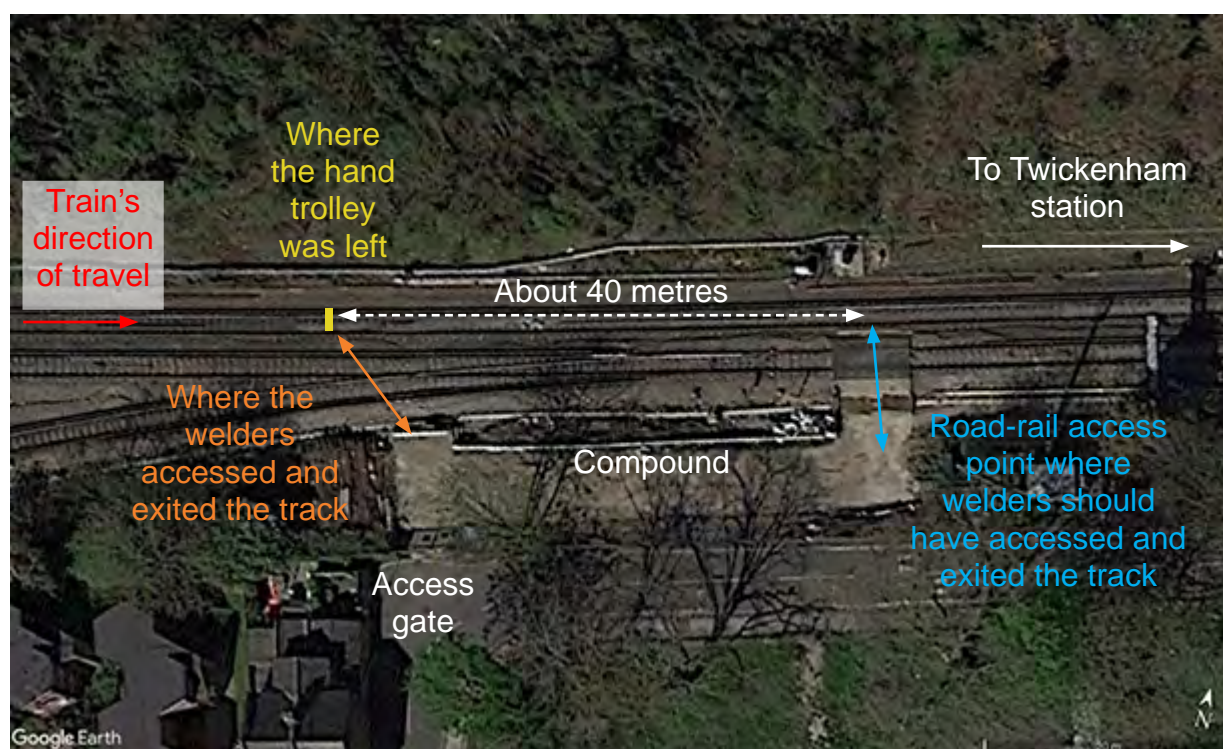 Where
the hand
trolley
was left
To Twickenham
station
Train's
direction
of travel
About 40 metres
Where the
welders
accessed and
exited the track
Compound
Road-rail access
point where
welders should
have accessed and
exited the track
Access
gate
N
Google Earth